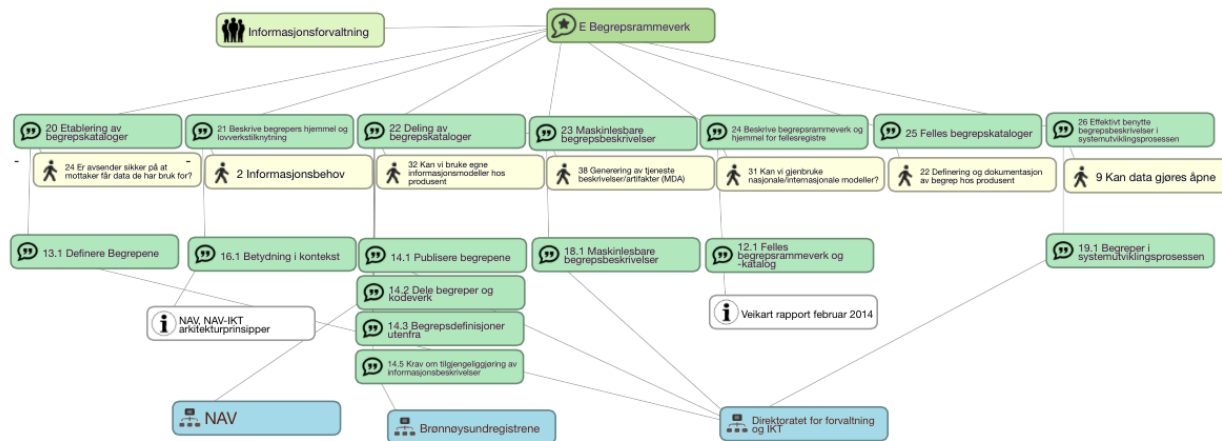 Informasjonsforvaltning
E Begrepsrammeverk
20 Etablering av
begrepskataloger
21 Beskrive begrepers hjemmel og
lovverkstilknytning
22 Deling av
begrepskataloger
23 Maskinlesbare
begrepsbeskrivelser
24 Beskrive begrepsrammeverk og
hjemmel for fellesregistre
25 Felles begrepskataloger
26 Effektivt benytte
begrepsbeskrivelser i
systemutviklingsprosessen
24 Er avsender sikker på at
mottaker får data de har bruk for?
2 Informasjonsbehov
32 Kan vi bruke egne
informasjonsmodeller hos
produsent
38 Generering av tjeneste
beskrivelser/artifakter (MDA)
31 Kan vi gjenbruke
nasjonale/internasjonale modeller?
22 Definering og dokumentasjon
av begrep hos produsent
9 Kan data gjøres åpne
13.1 Definere Begrepene
16.1 Betydning i kontekst
14.1 Publisere begrepene
18.1 Maskinlesbare
begrepsbeskrivelser
12.1 Felles
begrepsrammeverk og
-katalog
19.1 Begreper i
systemutviklingsprosessen
14.2 Dele begreper og
kodeverk
NAV, NAV-IKT
arkitekturprinsipper
Veikart rapport februar 2014
14.3 Begrepsdefinisjoner
utenfra
14.5 Krav om tilgjengeliggjøring av
informasjonsbeskrivelser
NAV
Brønnøysundregistrene
Direktoratet for forvaltning
og IKT